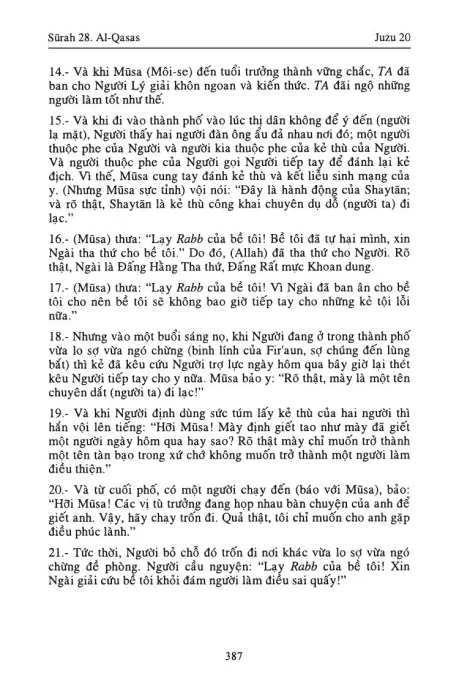 Sūrah 28. Al-Qasas Juzu 20
14.- Và khi Mūsa (Môi-se) đến tuổi trưởng thành vững chắc, TA đã
ban cho Người Lý giải khôn ngoan và kiến thức. TA đãi ngộ những
người làm tốt như thế.
15.- Và khi đi vào thành phố vào lúc thị dân không để ý đến (người
lạ mặt), Người thấy hai người đàn ông ẩu đả nhau nơi đó; một người
thuộc phe của Người và người kia thuộc phe của kẻ thù của Người.
Và người thuộc phe của Người gọi Người tiếp tay để đánh lại kẻ
địch. Vì thế, Mūsa cung tay đánh kẻ thù và kết liễu sinh mạng của
y. (Nhưng Mūsa sực tỉnh) vội nói: “Đây là hành động của Shaytān;
và rõ thật, Shaytān là kẻ thù công khai chuyên dụ dỗ (người ta) đi
lạc.”
16.- (Mūsa) thưa: “Lạy Rabb của bề tôi! Bề tôi đã tự hại mình, xin
Ngài tha thứ cho bề tôi.” Do đó, (Allah) đã tha thứ cho Người. Rõ
thật, Ngài là Đấng Hằng Tha thứ, Đấng Rất mực Khoan dung.
17.- (Mūsa) thưa: “Lạy Rabb của bề tôi! Vì Ngài đã ban ân cho bề
tôi cho nên bề tôi sẽ không bao giờ tiếp tay cho những kẻ tội lỗi
nữa.”
18.- Nhưng vào một buổi sáng nọ, khi Người đang ở trong thành phố
vừa lo sợ vừa ngó chừng (binh lính của Fir'aun, sợ chúng đến lùng
bắt) thì kẻ đã kêu cứu Người trợ lực ngày hôm qua bây giờ lại thét
kêu Người tiếp tay cho y nữa. Mūsa bảo y: “Rõ thật, mày là một tên
chuyên dắt (người ta) đi lạc!”
19.- Và khi Người định dùng sức túm lấy kẻ thù của hai người thì
hắn vội lên tiếng: “Hỡi Mūsa! Mày định giết tao như mày đã giết
một người ngày hôm qua hay sao? Rõ thật mày chỉ muốn trở thành
một tên tàn bạo trong xứ chớ không muốn trở thành một người làm
điều thiện.”
20.- Và từ cuối phố, có một người chạy đến (báo với Mūsa), bảo:
“Hỡi Mūsa! Các vị tù trưởng đang họp nhau bàn chuyện của anh để
giết anh. Vậy, hãy chạy trốn đi. Quả thật, tôi chỉ muốn cho anh gặp
điều phúc lành.”
21.- Tức thời, Người bỏ chỗ đó trốn đi nơi khác vừa lo sợ vừa ngó
chừng đề phòng. Người cầu nguyện: “Lạy Rabb của bề tôi! Xin
Ngài giải cứu bề tôi khỏi đám người làm điều sai quấy!”
387